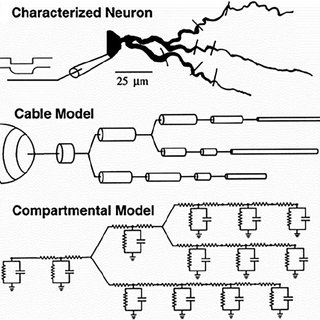 Characterized Neuron
25 µm
Cable Model
Compartmental Model